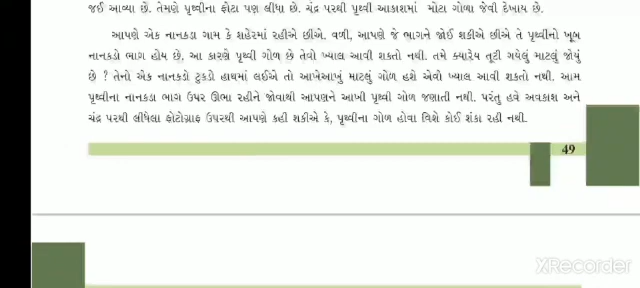 જઈ આવ્યા છે. તેમણે પૃથ્વીના ફોટા પણ લીધા છે. ચંદ્ર પરથી પૃથ્વી આકાશમાં મોટા ગોળા જેવી દેખાય છે.
આપણે એક નાનકડા ગામ કે શહેરમાં રહીએ છીએ. વળી, આપણે જે ભાગને જોઈ શકીએ છીએ તે પૃથ્વીનો ખૂબ
નાનકડો ભાગ હોય છે, આ કારણે પૃથ્વી ગોળ છે તેવો ખ્યાલ આવી શકતો નથી. તમે ક્યારેય તૂટી ગયેલું માટલું જોયું
છે ? તેનો એક નાનકડો ટુકડો હાથમાં લઈએ તો આખેઆખું માટલું ગોળ હશે એવો ખ્યાલ આવી શકતો નથી. આમ
પૃથ્વીના નાનકડા ભાગ ઉપર ઊભા રહીને જોવાથી આપણને આખી પૃથ્વી ગોળ જણાતી નથી. પરંતુ હવે અવકાશ અને
ચંદ્ર પરથી લીધેલા ફોટોગ્રાફ ઉપરથી આપણે કહી શકીએ કે, પૃથ્વીના ગોળ હોવા વિશે કોઈ શંકા રહી નથી.
49
XRecorder